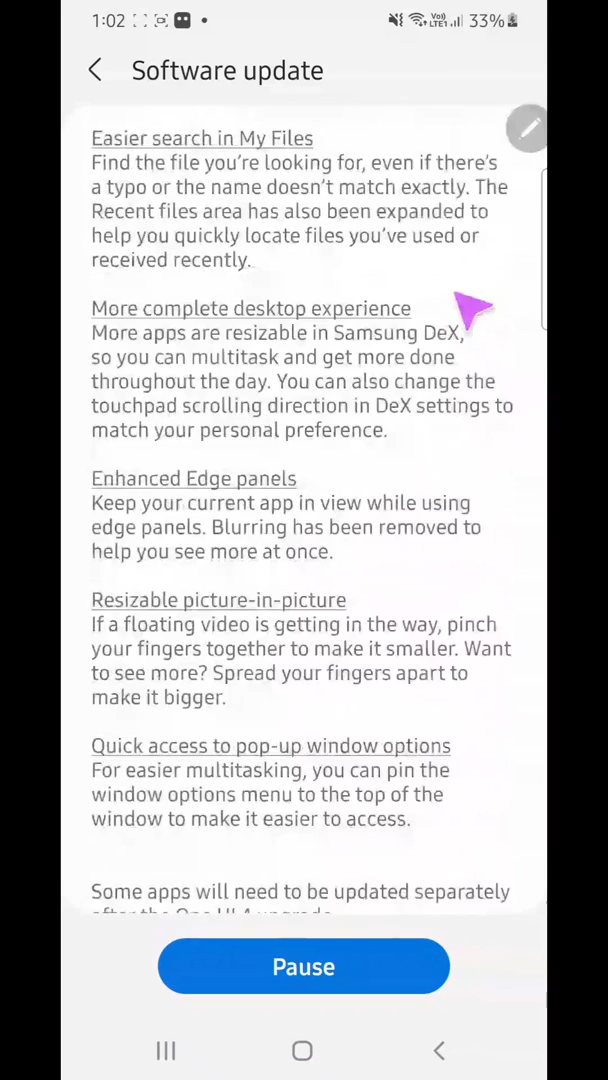 1:02
Vo) LTE1 33%
Software update
Easier search in My Files
Find the file you're looking for, even if there's
a typo or the name doesn't match exactly. The
Recent files area has also been expanded to
help you quickly locate files you've used or
received recently.
More complete desktop experience
More apps are resizable in Samsung DeX,
so you can multitask and get more done
throughout the day. You can also change the
touchpad scrolling direction in DeX settings to
match your personal preference.
Enhanced Edge panels
Keep your current app in view while using
edge panels. Blurring has been removed to
help you see more at once.
Resizable picture-in-picture
If a floating video is getting in the way, pinch
your fingers together to make it smaller. Want
to see more? Spread your fingers apart to
make it bigger.
Quick access to pop-up window options
For easier multitasking, you can pin the
window options menu to the top of the
window to make it easier to access.
Some apps will need to be updated separately
after the One UI 4 upgrade.
Pause